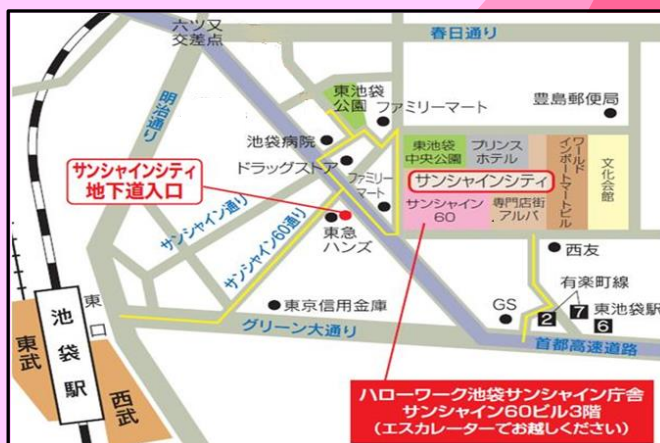 六ツ又
交差点
春日通り
明治通り
東池袋
公園
ファミリーマート
豊島郵便局
池袋病院
ドラッグストア
ファミリー
マート
東池袋
中央公園
プリンス
ホテル
ワールド
インポートマートビル
文化会館
サンシャインシティ
サンシャイン
60
専門店街
アルパ
サンシャインシティ
地下道入口
サンシャイン通り
サンシャイン60通り
東急
ハンズ
西友
有楽町線
東京信用金庫
GS
2
7
6
東池袋駅
グリーン大通り
首都高速道路
東口
池袋駅
東武
西武
ハローワーク池袋サンシャイン庁舎
サンシャイン60ビル3階
(エスカレーターでお越しください)